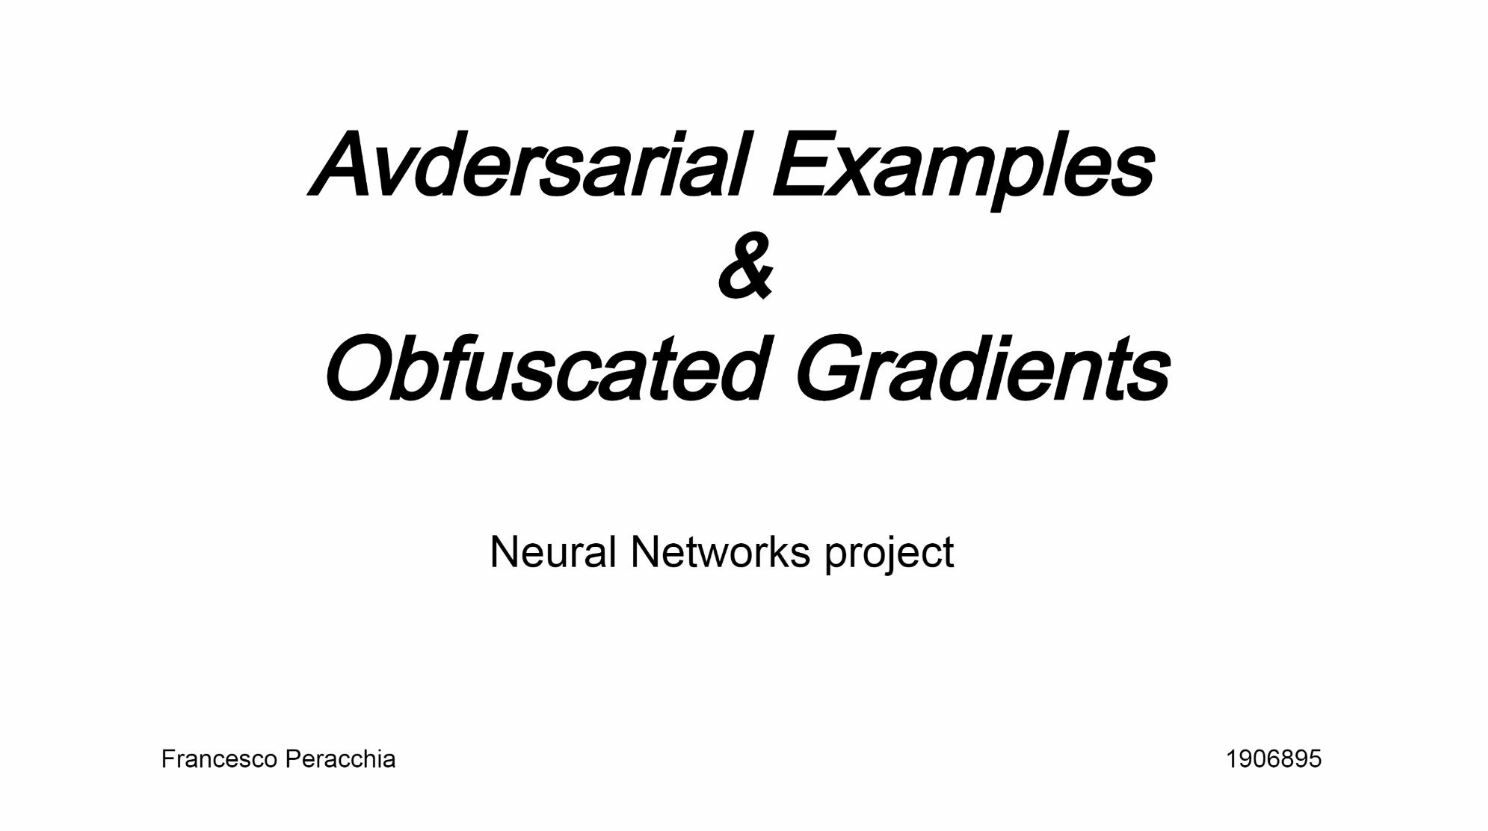 Avdersarial Examples
&
Obfuscated Gradients
Neural Networks project
Francesco Peracchia 1906895